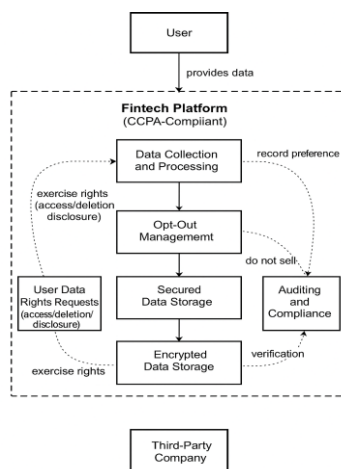 User
provides data
Fintech Platform
(CCPA-Compliant)
Data Collection
and Processing
record preference
exercise rights
(access/deletion
disclosure)
Opt-Out
Managememt
do not sell
User Data
Rights Requests
(access/deletion/
disclosure)
Secured
Data Storage
Auditing
and
Compliance
Encrypted
Data Storage
exercise rights
verification
Third-Party
Company